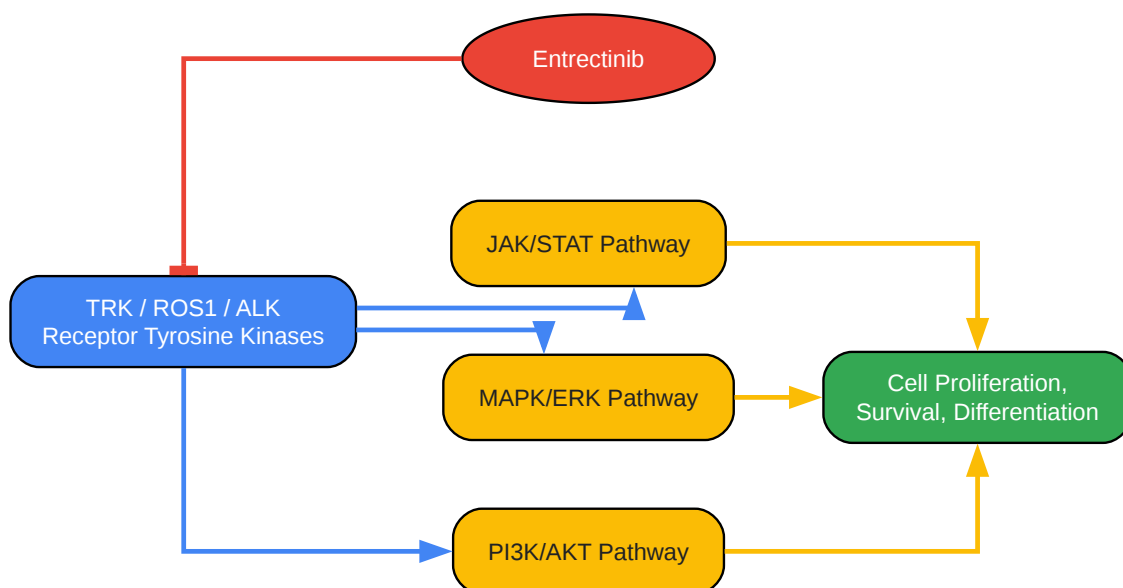 Entrectinib
JAK/STAT Pathway
TRK / ROS1 / ALK
Receptor Tyrosine Kinases
MAPK/ERK Pathway
Cell Proliferation,
Survival, Differentiation
PI3K/AKT Pathway